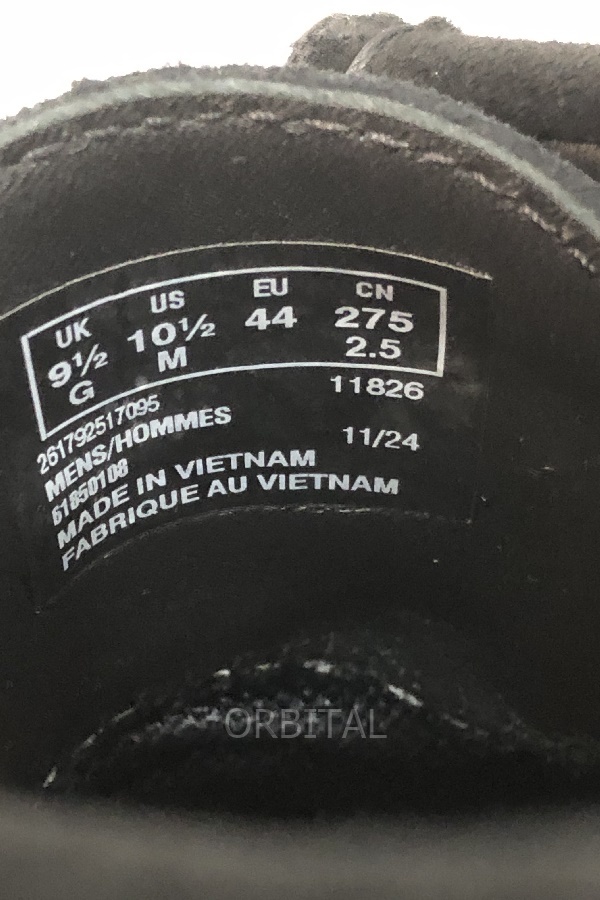 UK US EU CN
9½ 10½ 44 275
G M 2.5
261792517095 11826
MENS/HOMMES
61850108 11/24
MADE IN VIETNAM
FABRIQUE AU VIETNAM
ORBITAL